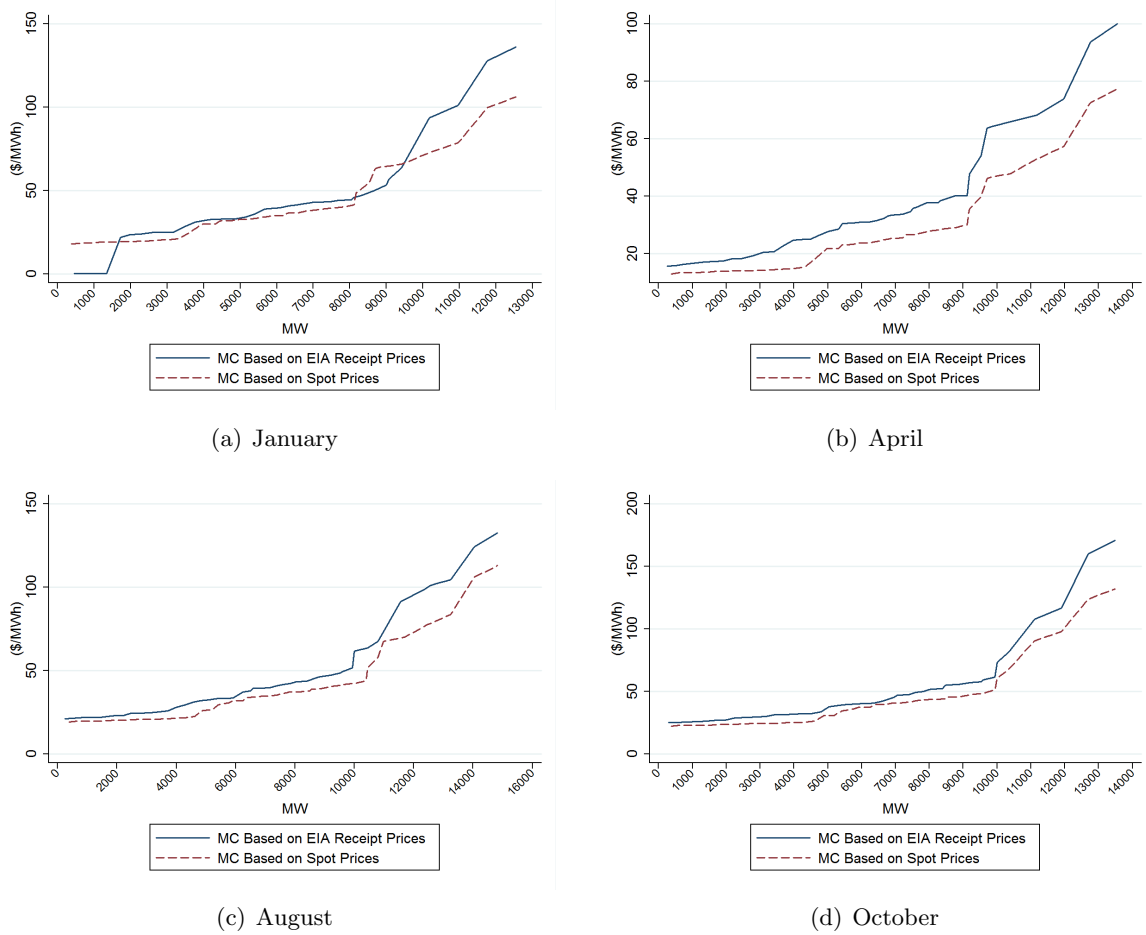 150
100
50
0
($/MWh)
0 1000 2000 3000 4000 5000 6000 7000 8000 9000 10000 11000 12000 13000
MW
MC Based on EIA Receipt Prices
MC Based on Spot Prices
(a) January
100
80
60
40
20
($/MWh)
0 1000 2000 3000 4000 5000 6000 7000 8000 9000 10000 11000 12000 13000 14000
MW
MC Based on EIA Receipt Prices
MC Based on Spot Prices
(b) April
150
100
50
0
($/MWh)
0 2000 4000 6000 8000 10000 12000 14000 16000
MW
MC Based on EIA Receipt Prices
MC Based on Spot Prices
(c) August
200
150
100
50
0
($/MWh)
0 1000 2000 3000 4000 5000 6000 7000 8000 9000 10000 11000 12000 13000 14000
MW
MC Based on EIA Receipt Prices
MC Based on Spot Prices
(d) October